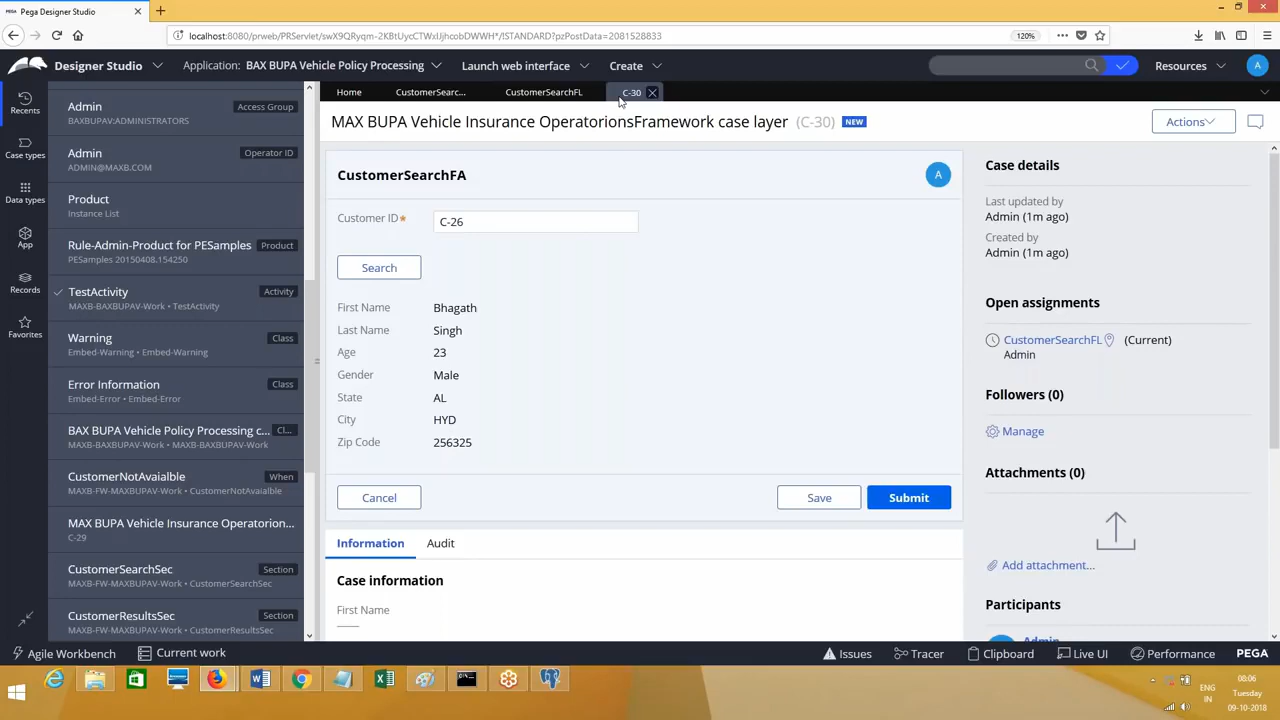 Pega Designer Studio
localhost:8080/prweb/PRServlet/swX9QRyqm-2KBtUycCTWxIJjhcobDWWH*/!STANDARD?pzPostData=2081528833
120%
Designer Studio
Application: BAX BUPA Vehicle Policy Processing
Launch web interface
Create
Resources
A
Home
CustomerSearc...
CustomerSearchFL
C-30
Recents
Case types
Data types
App
Records
Favorites
Admin
Access Group
BAXBUPAV:ADMINISTRATORS
Admin
Operator ID
ADMIN@MAXB.COM
Product
Instance List
Rule-Admin-Product for PESamples
Product
PESamples 20150408.154250
TestActivity
Activity
MAXB-BAXBUPAV-Work • TestActivity
Warning
Class
Embed-Warning • Embed-Warning
Error Information
Class
Embed-Error • Embed-Error
BAX BUPA Vehicle Policy Processing c...
Cl...
MAXB-BAXBUPAV-Work • MAXB-BAXBUPAV-Work
CustomerNotAvaialble
When
MAXB-FW-MAXBUPAV-Work • CustomerNotAvaialble
MAX BUPA Vehicle Insurance Operatorion...
C-29
CustomerSearchSec
Section
MAXB-FW-MAXBUPAV-Work • CustomerSearchSec
CustomerResultsSec
Section
MAXB-FW-MAXBUPAV-Work • CustomerResultsSec
MAX BUPA Vehicle Insurance OperatorionsFramework case layer (C-30) NEW
Actions
CustomerSearchFA
A
Customer ID*
C-26
Search
First Name Bhagath
Last Name Singh
Age 23
Gender Male
State AL
City HYD
Zip Code 256325
Cancel
Save
Submit
Information
Audit
Case information
First Name
Case details
Last updated by
Admin (1m ago)
Created by
Admin (1m ago)
Open assignments
CustomerSearchFL (Current)
Admin
Followers (0)
Manage
Attachments (0)
Add attachment...
Participants
Admin
Agile Workbench
Current work
Issues
Tracer
Clipboard
Live UI
Performance
PEGA
ENG
IN
08:06
Tuesday
09-10-2018